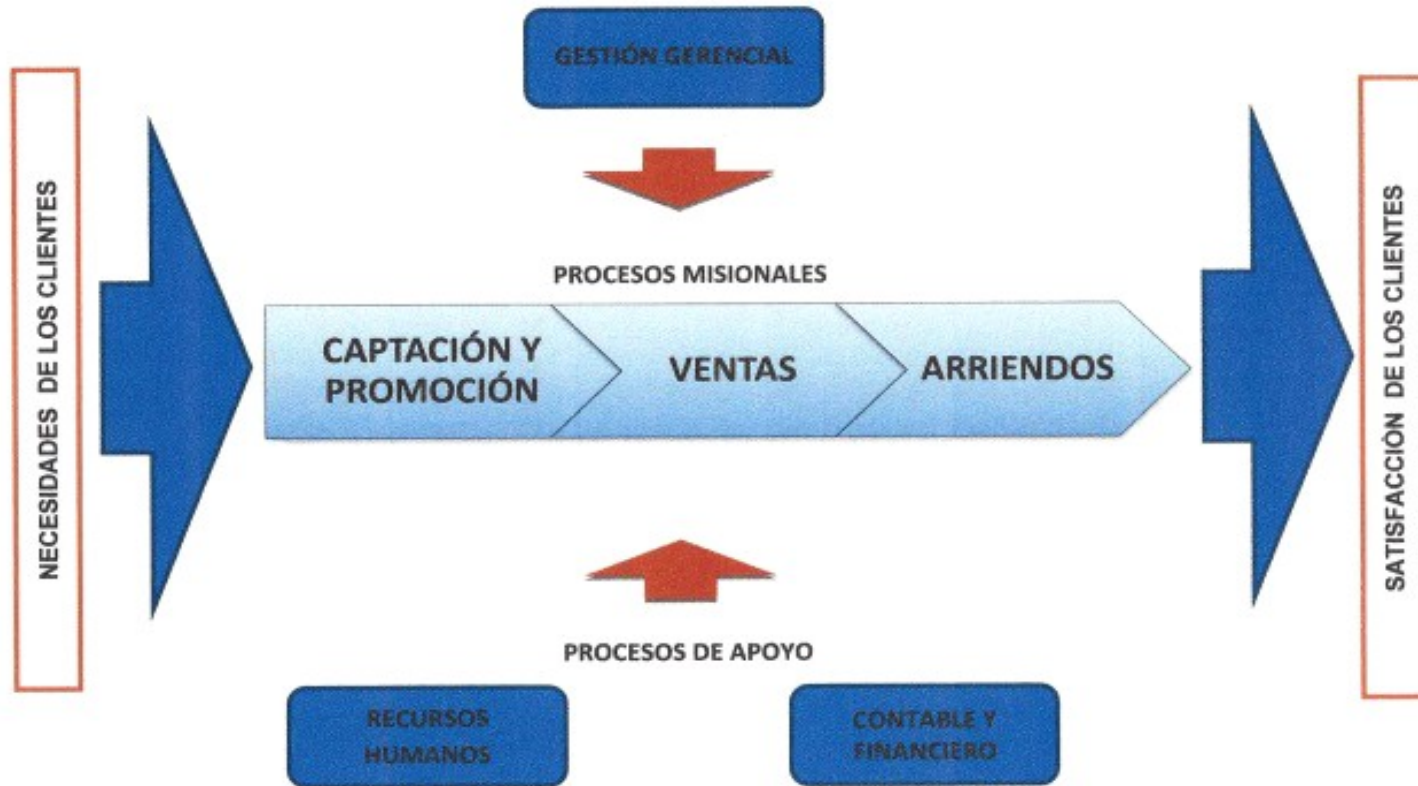 GESTIÓN GERENCIAL
NECESIDADES DE LOS CLIENTES
PROCESOS MISIONALES
CAPTACIÓN Y
PROMOCIÓN
VENTAS
ARRIENDOS
SATISFACCIÓN DE LOS CLIENTES
PROCESOS DE APOYO
RECURSOS
HUMANOS
CONTABLE Y
FINANCIERO